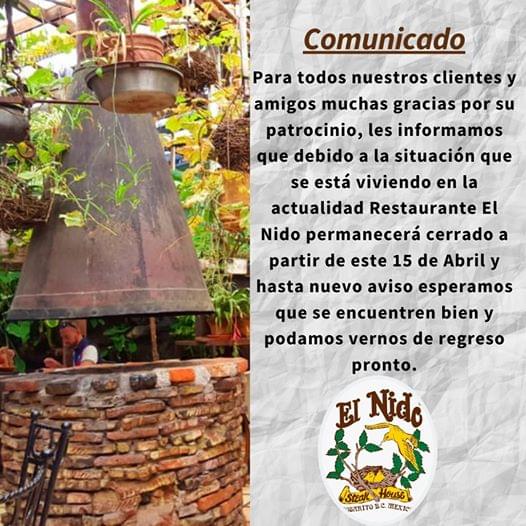 Comunicado
Para todos nuestros clientes y
amigos muchas gracias por su
patrocinio, les informamos
que debido a la situación que
se está viviendo en la
actualidad Restaurante El
Nido permanecerá cerrado a
partir de este 15 de Abril y
hasta nuevo aviso esperamos
que se encuentren bien y
podamos vernos de regreso
pronto.
El Nido
Steak House